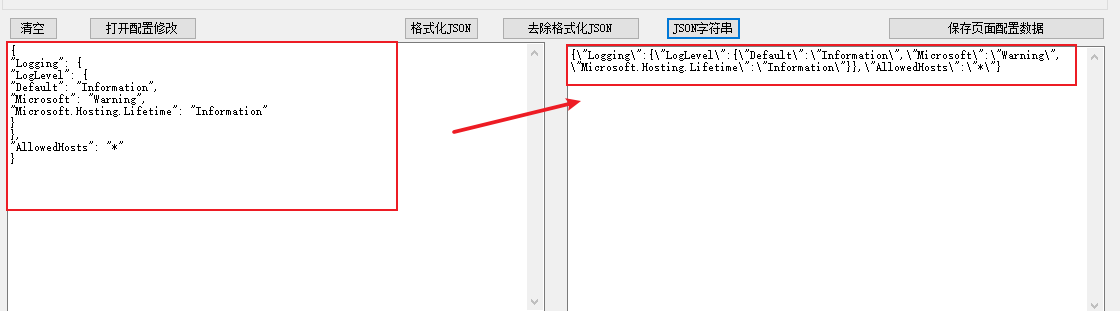 清空
打开配置修改
格式化JSON
去除格式化JSON
JSON字符串
保存页面配置数据
{
"Logging": {
"LogLevel": {
"Default": "Information",
"Microsoft": "Warning",
"Microsoft.Hosting.Lifetime": "Information"
}
},
"AllowedHosts": "*"
}
{\"Logging\":{\"LogLevel\":{\"Default\":\"Information\",\"Microsoft\":\"Warning\",
\"Microsoft.Hosting.Lifetime\":\"Information\"}},\"AllowedHosts\":\"*\"}